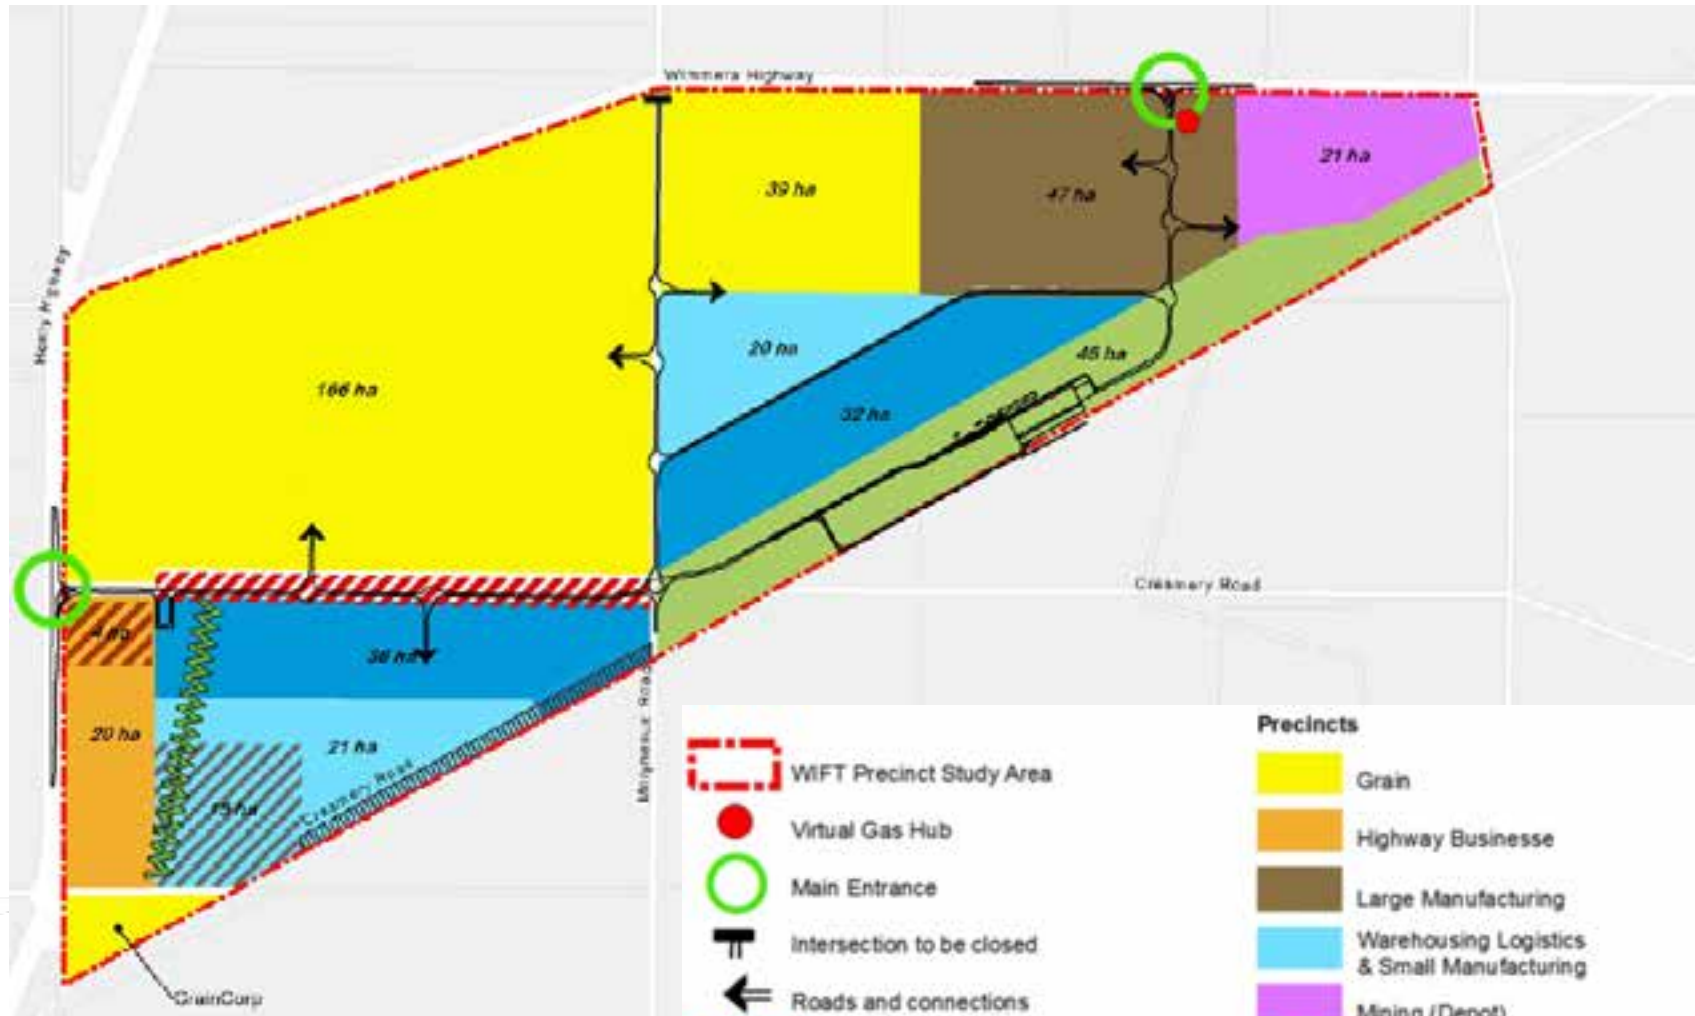 Wimmera Highway
21 ha
39 ha
47 ha
Henty Highway
20 ha
45 ha
166 ha
32 ha
Creamery Road
4 ha
36 ha
20 ha
21 ha
15 ha
Creamery Road
Road
GrainCorp
WIFT Precinct Study Area
Virtual Gas Hub
Main Entrance
Intersection to be closed
Roads and connections
Precincts
Grain
Highway Businesse
Large Manufacturing
Warehousing Logistics
& Small Manufacturing
Mining (Depot)